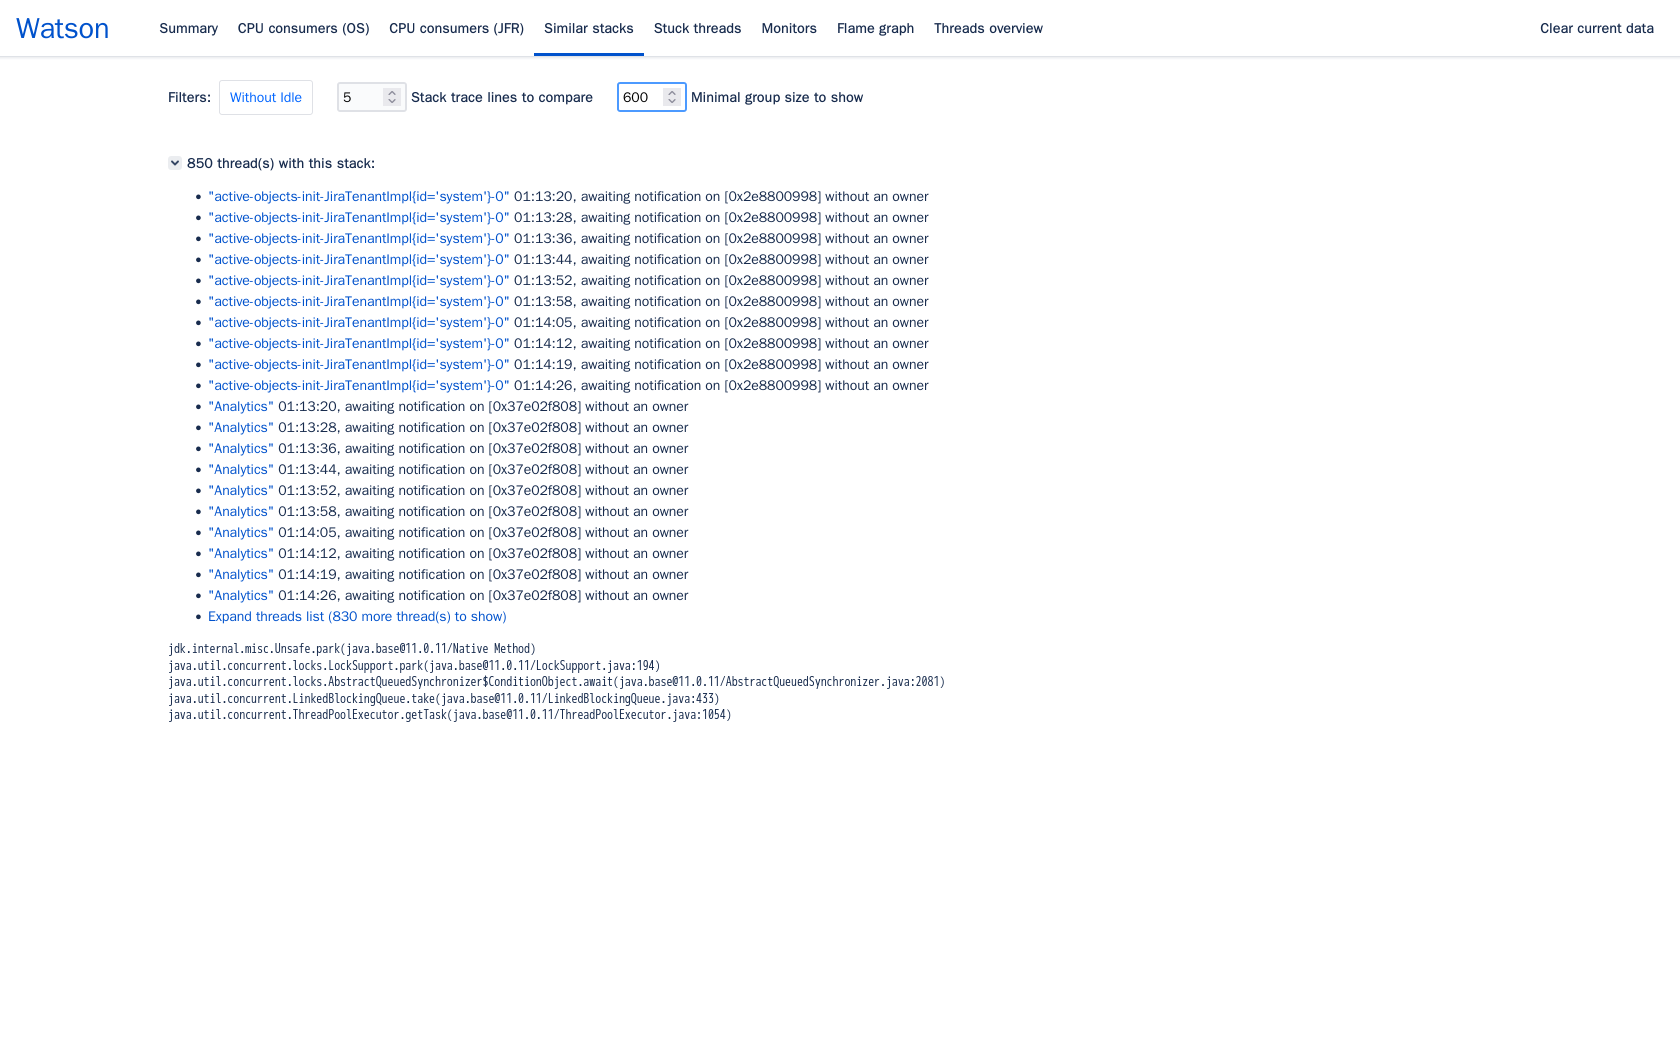 Watson
Summary
CPU consumers (OS)
CPU consumers (JFR)
Similar stacks
Stuck threads
Monitors
Flame graph
Threads overview
Clear current data
Filters: Without Idle 5 Stack trace lines to compare 600 Minimal group size to show
850 thread(s) with this stack:
• "active-objects-init-JiraTenantImpl{id='system'}-0" 01:13:20, awaiting notification on [0x2e8800998] without an owner
• "active-objects-init-JiraTenantImpl{id='system'}-0" 01:13:28, awaiting notification on [0x2e8800998] without an owner
• "active-objects-init-JiraTenantImpl{id='system'}-0" 01:13:36, awaiting notification on [0x2e8800998] without an owner
• "active-objects-init-JiraTenantImpl{id='system'}-0" 01:13:44, awaiting notification on [0x2e8800998] without an owner
• "active-objects-init-JiraTenantImpl{id='system'}-0" 01:13:52, awaiting notification on [0x2e8800998] without an owner
• "active-objects-init-JiraTenantImpl{id='system'}-0" 01:13:58, awaiting notification on [0x2e8800998] without an owner
• "active-objects-init-JiraTenantImpl{id='system'}-0" 01:14:05, awaiting notification on [0x2e8800998] without an owner
• "active-objects-init-JiraTenantImpl{id='system'}-0" 01:14:12, awaiting notification on [0x2e8800998] without an owner
• "active-objects-init-JiraTenantImpl{id='system'}-0" 01:14:19, awaiting notification on [0x2e8800998] without an owner
• "active-objects-init-JiraTenantImpl{id='system'}-0" 01:14:26, awaiting notification on [0x2e8800998] without an owner
• "Analytics" 01:13:20, awaiting notification on [0x37e02f808] without an owner
• "Analytics" 01:13:28, awaiting notification on [0x37e02f808] without an owner
• "Analytics" 01:13:36, awaiting notification on [0x37e02f808] without an owner
• "Analytics" 01:13:44, awaiting notification on [0x37e02f808] without an owner
• "Analytics" 01:13:52, awaiting notification on [0x37e02f808] without an owner
• "Analytics" 01:13:58, awaiting notification on [0x37e02f808] without an owner
• "Analytics" 01:14:05, awaiting notification on [0x37e02f808] without an owner
• "Analytics" 01:14:12, awaiting notification on [0x37e02f808] without an owner
• "Analytics" 01:14:19, awaiting notification on [0x37e02f808] without an owner
• "Analytics" 01:14:26, awaiting notification on [0x37e02f808] without an owner
• Expand threads list (830 more thread(s) to show)
jdk.internal.misc.Unsafe.park(java.base@11.0.11/Native Method)
java.util.concurrent.locks.LockSupport.park(java.base@11.0.11/LockSupport.java:194)
java.util.concurrent.locks.AbstractQueuedSynchronizer$ConditionObject.await(java.base@11.0.11/AbstractQueuedSynchronizer.java:2081)
java.util.concurrent.LinkedBlockingQueue.take(java.base@11.0.11/LinkedBlockingQueue.java:433)
java.util.concurrent.ThreadPoolExecutor.getTask(java.base@11.0.11/ThreadPoolExecutor.java:1054)